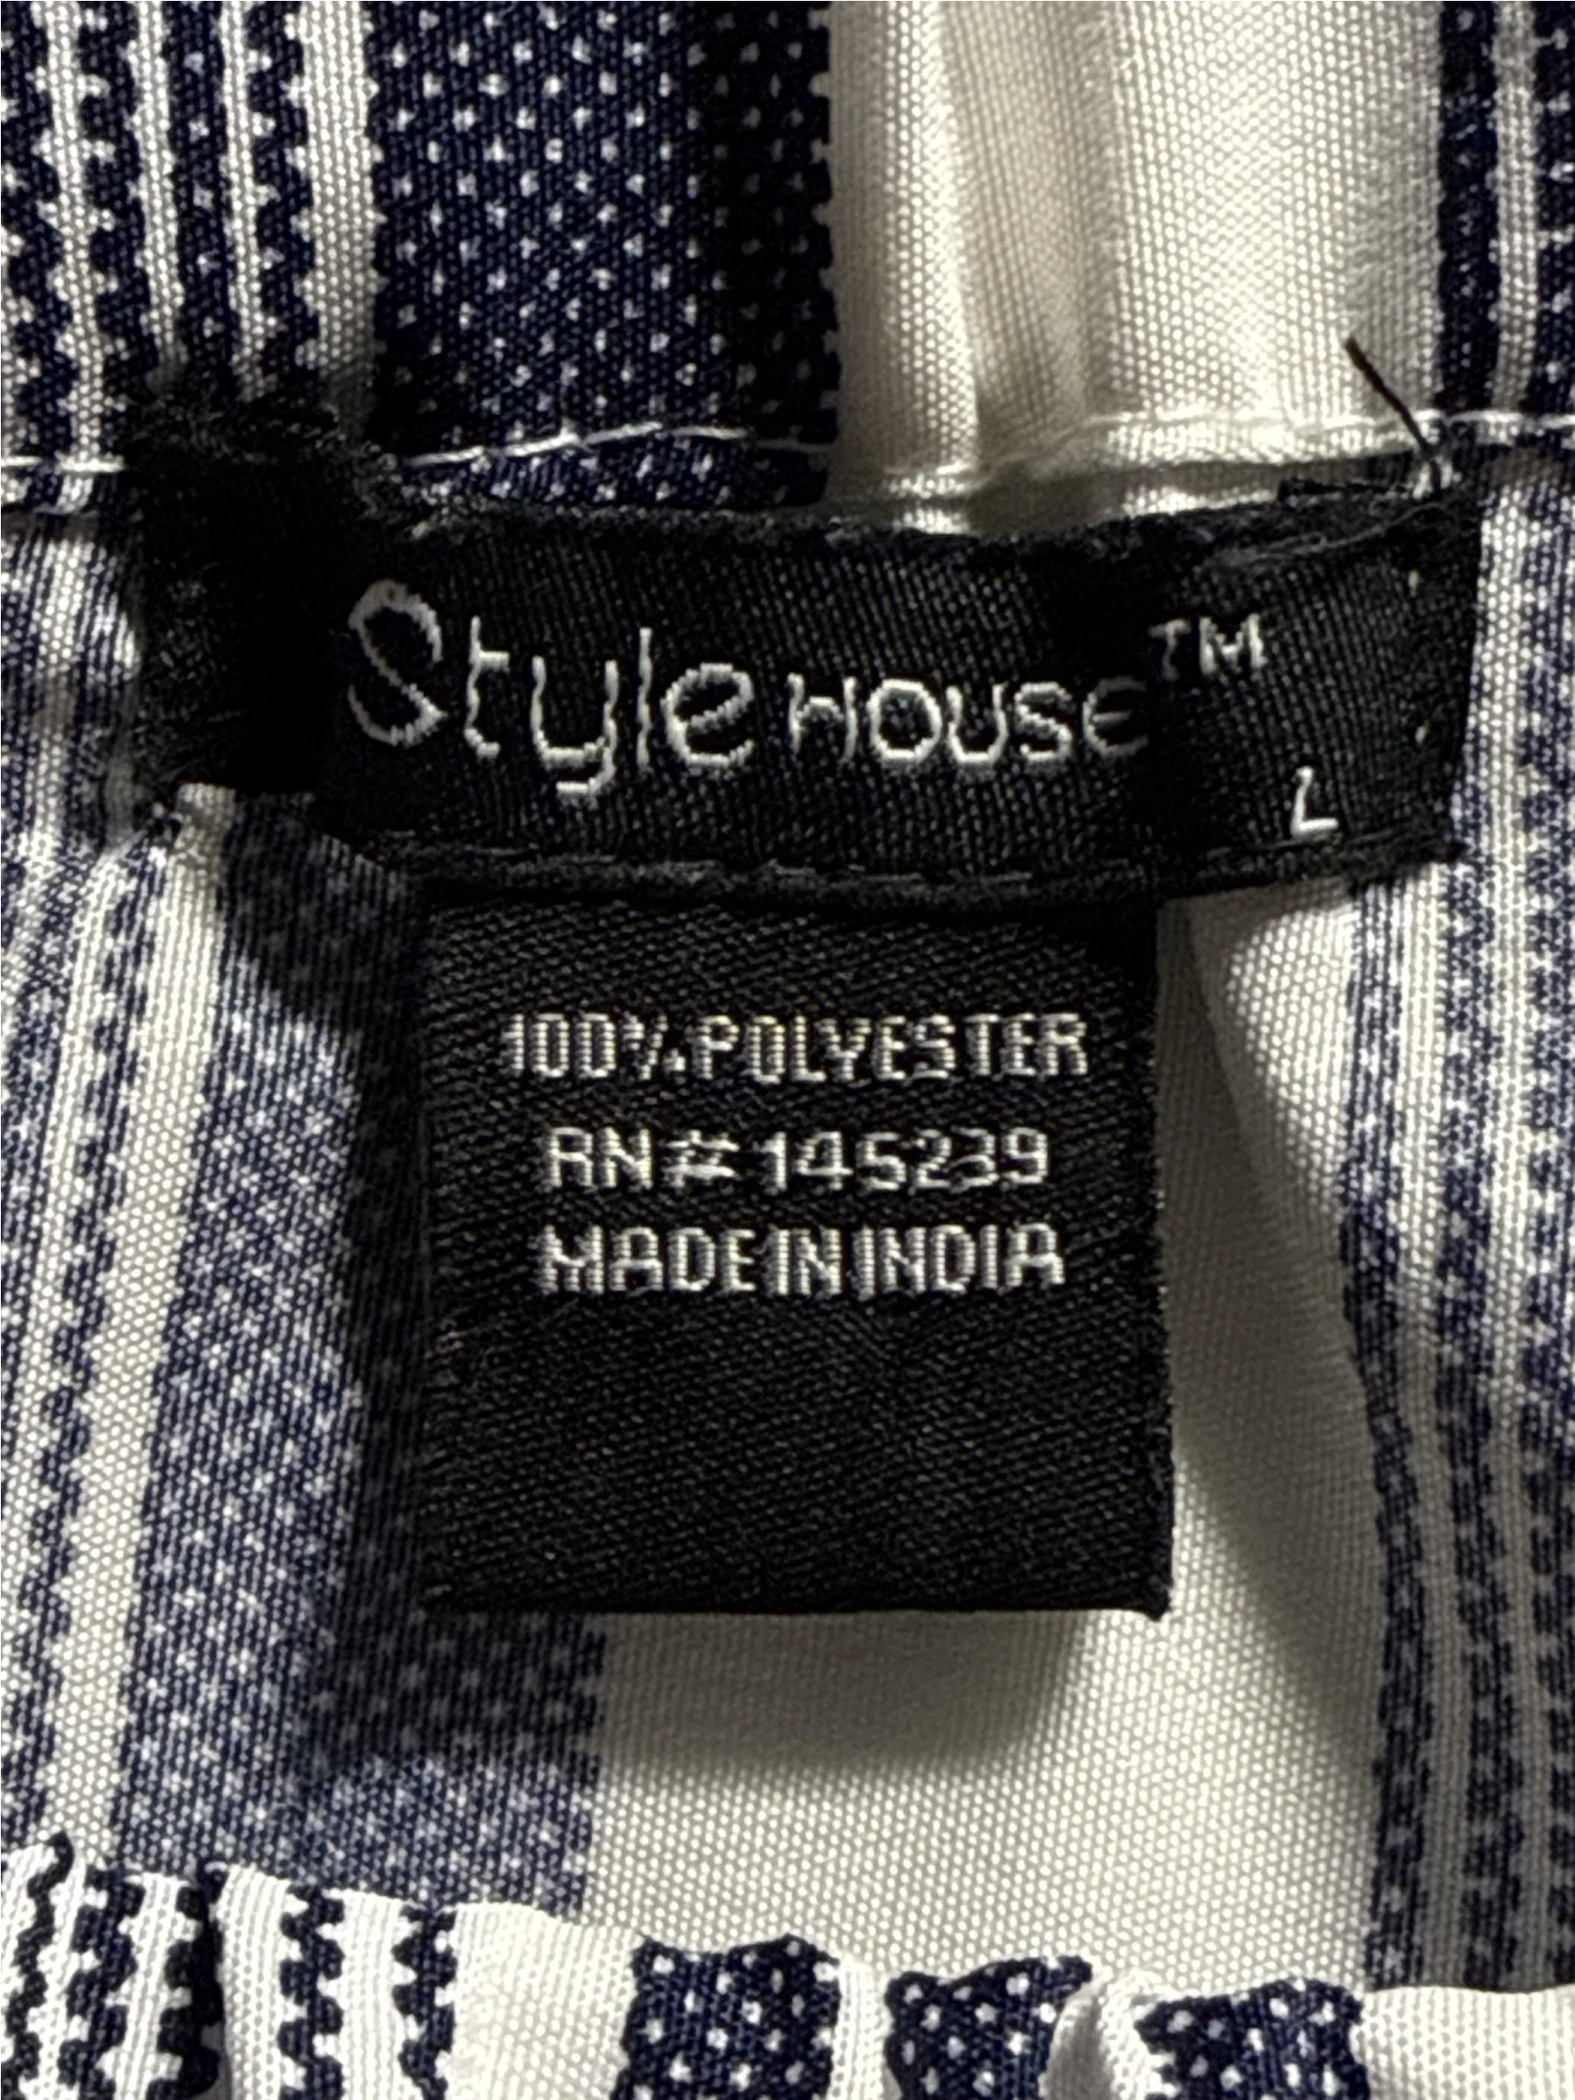 Style HOUSE™
L
100% POLYESTER
RN# 145239
MADE IN INDIA